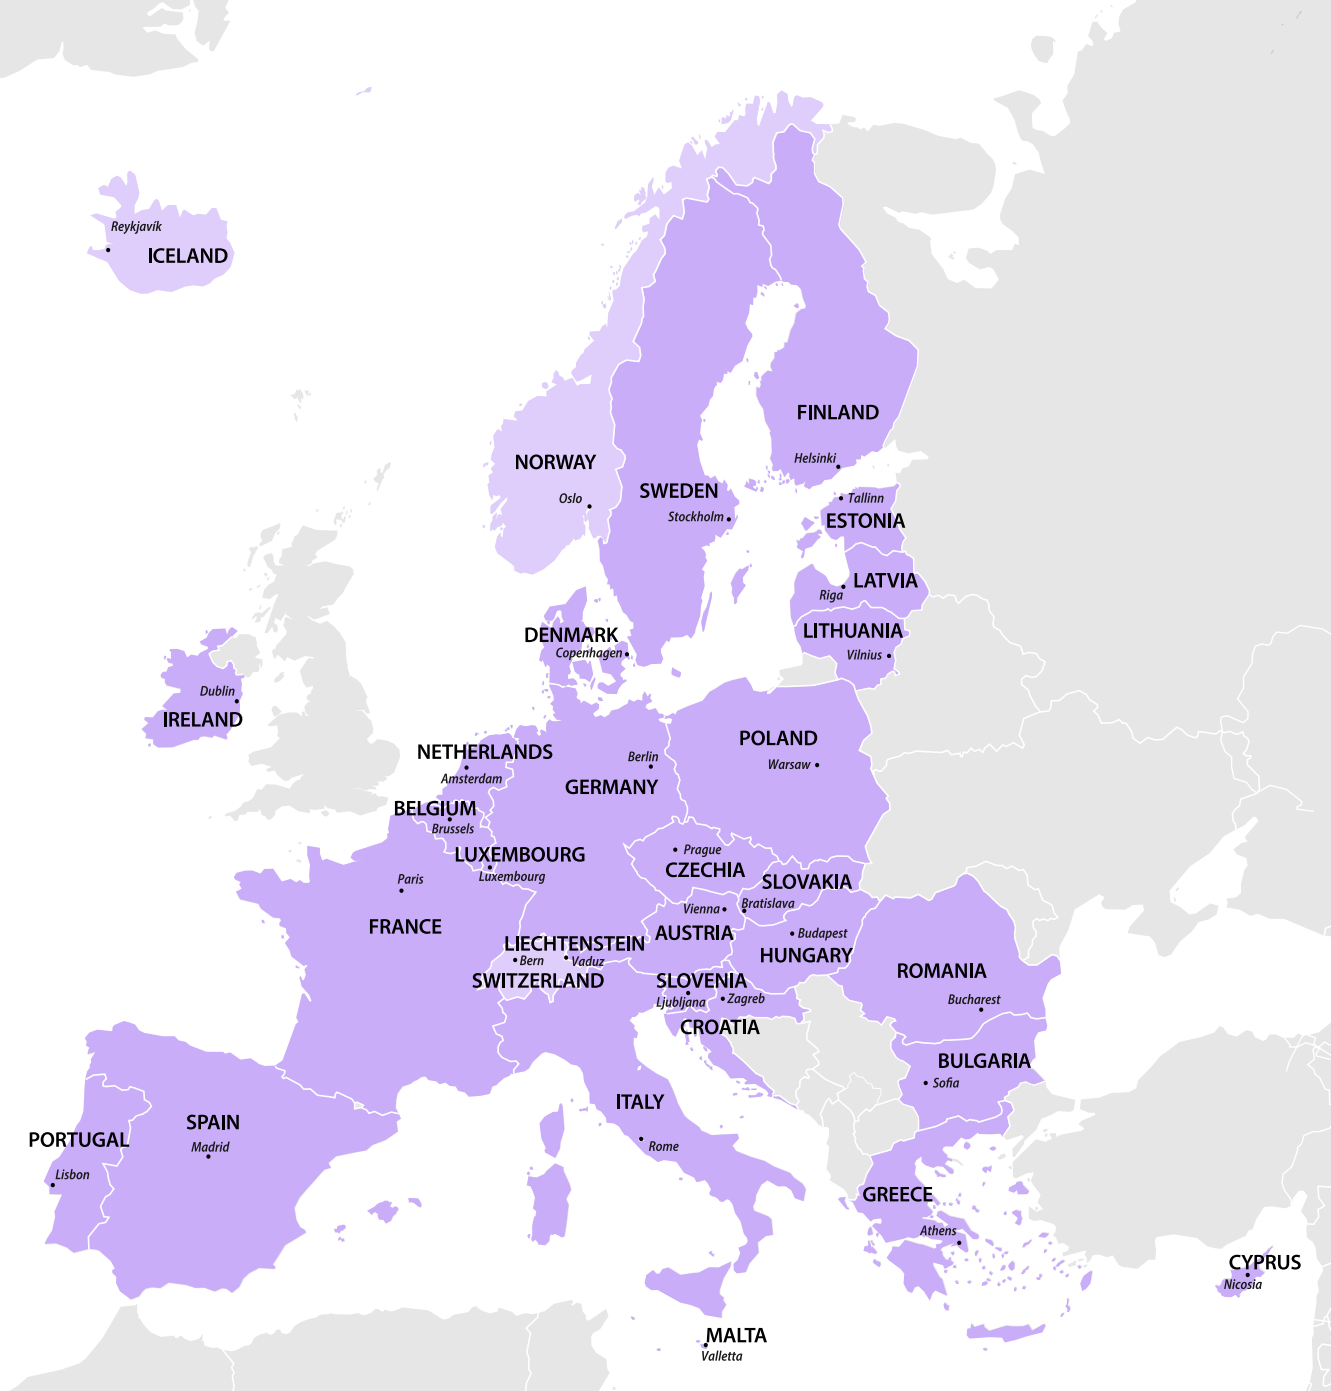 Reykjavík
ICELAND
FINLAND
Helsinki
NORWAY
Oslo
SWEDEN
Stockholm
Tallinn
ESTONIA
LATVIA
Riga
LITHUANIA
Vilnius
DENMARK
Copenhagen
Dublin
IRELAND
NETHERLANDS
Amsterdam
Berlin
GERMANY
POLAND
Warsaw
BELGIUM
Brussels
LUXEMBOURG
Luxembourg
Prague
CZECHIA
SLOVAKIA
Bratislava
Paris
FRANCE
Vienna
AUSTRIA
Budapest
HUNGARY
LIECHTENSTEIN
Bern
Vaduz
SWITZERLAND
SLOVENIA
Ljubljana
Zagreb
CROATIA
ROMANIA
Bucharest
BULGARIA
Sofia
ITALY
Rome
SPAIN
Madrid
PORTUGAL
Lisbon
GREECE
Athens
CYPRUS
Nicosia
MALTA
Valletta